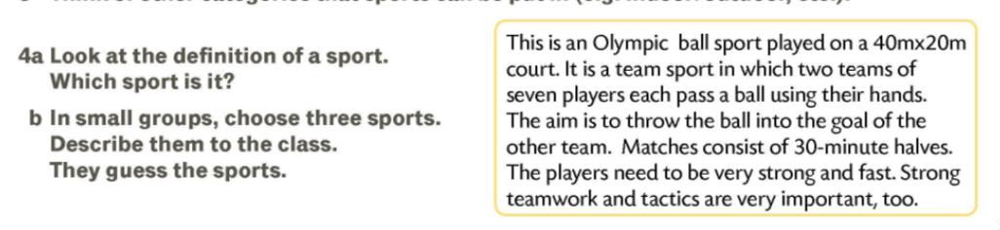 4a Look at the definition of a sport.
Which sport is it?
b In small groups, choose three sports.
Describe them to the class.
They guess the sports.
This is an Olympic ball sport played on a 40mx20m
court. It is a team sport in which two teams of
seven players each pass a ball using their hands.
The aim is to throw the ball into the goal of the
other team. Matches consist of 30-minute halves.
The players need to be very strong and fast. Strong
teamwork and tactics are very important, too.